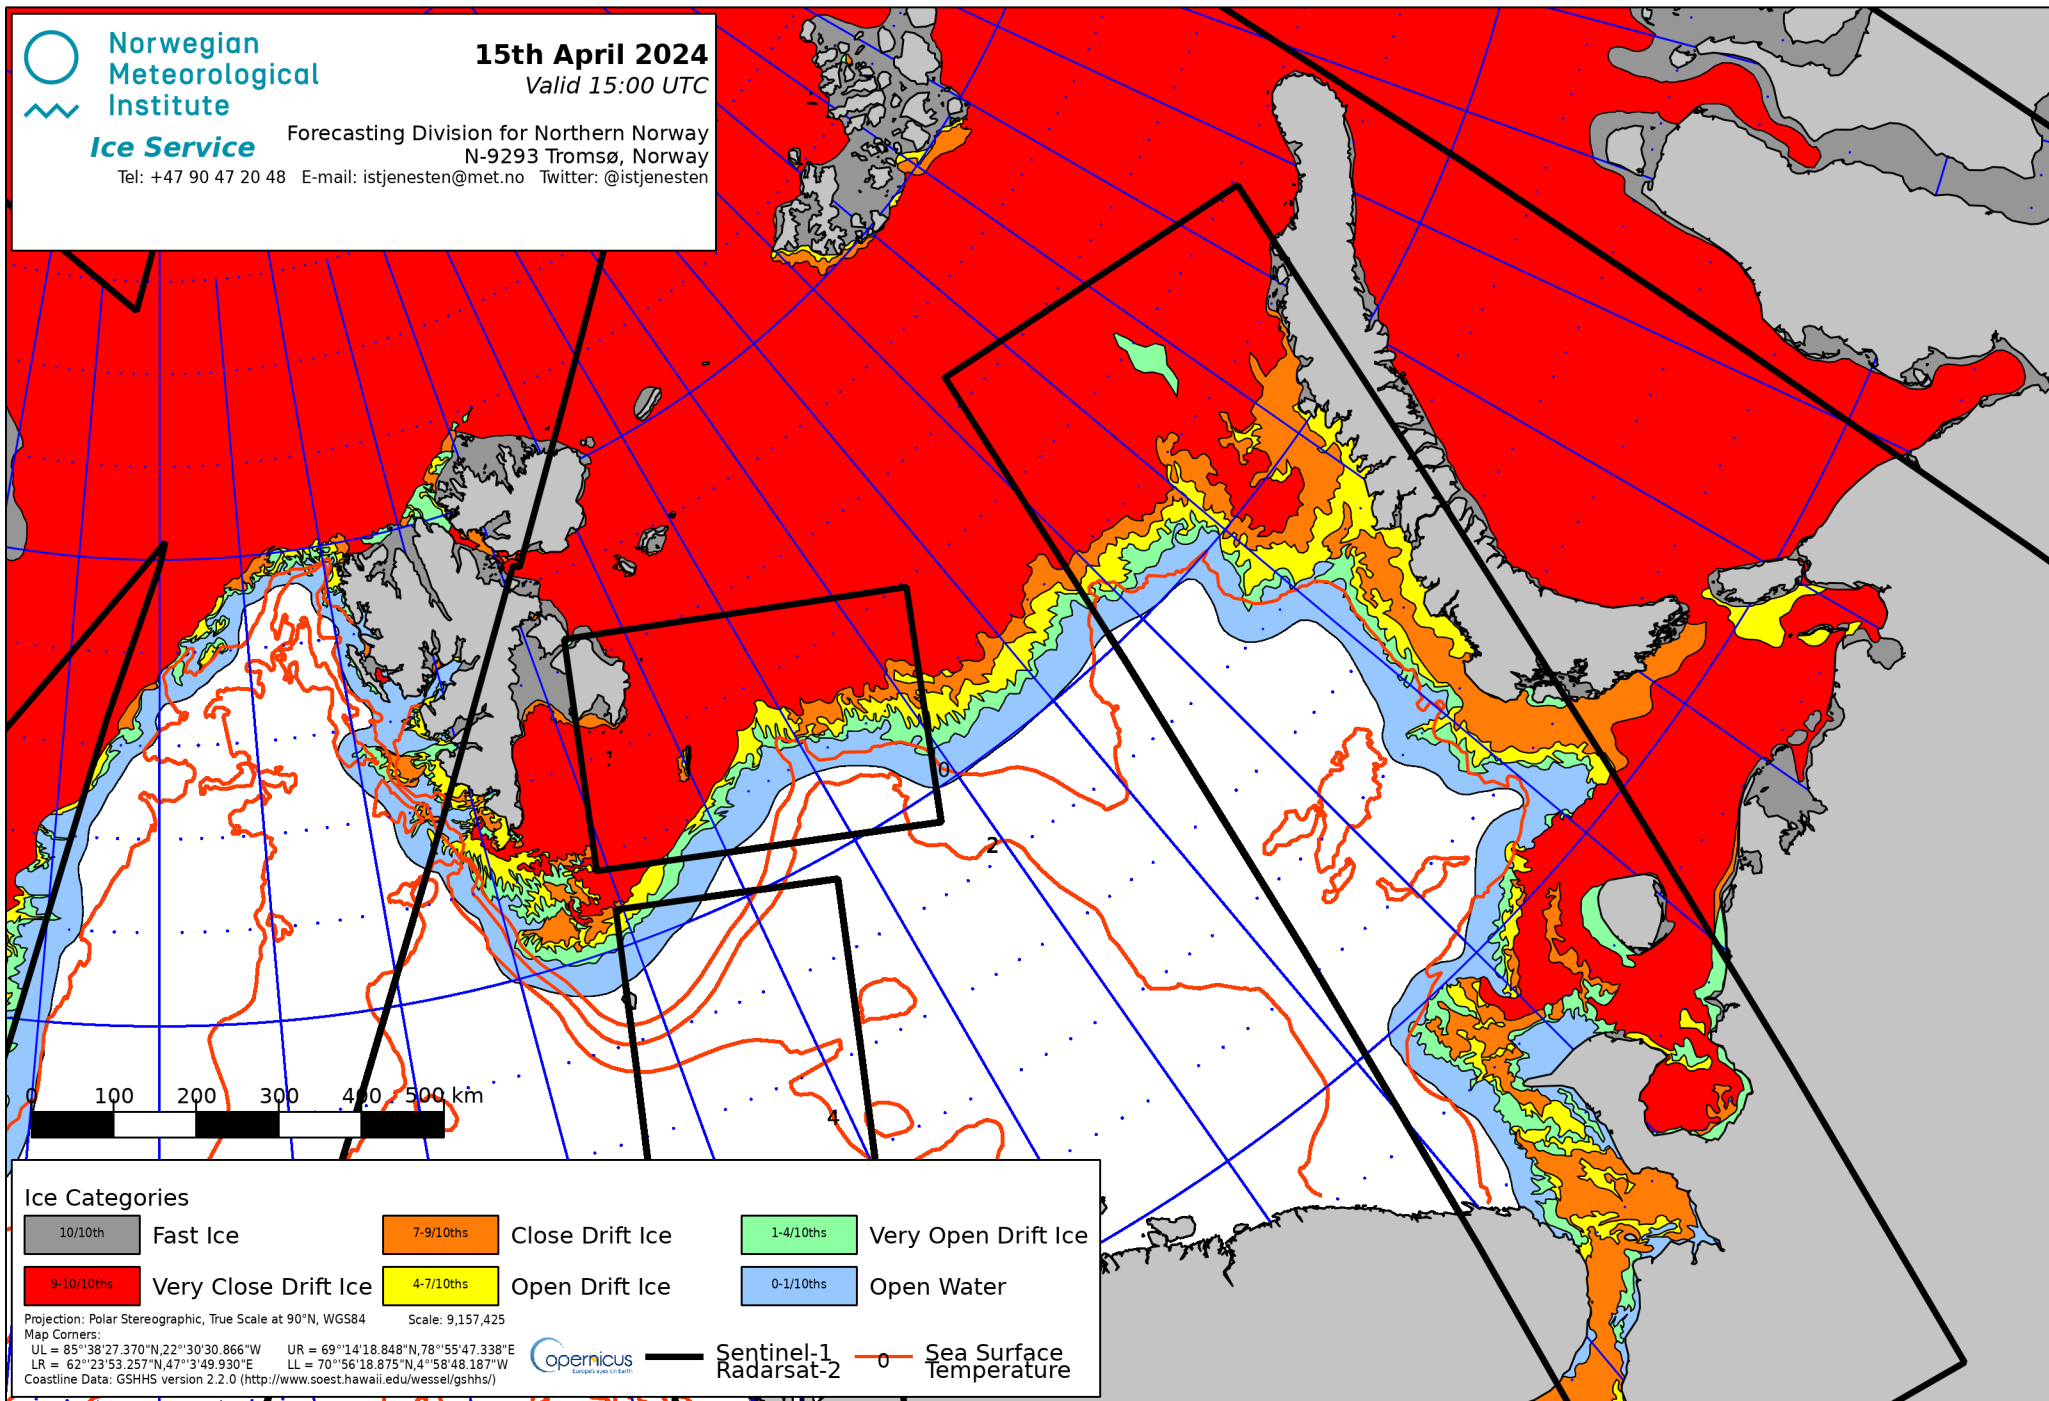 Norwegian
Meteorological
Institute
Ice Service
15th April 2024
Valid 15:00 UTC
Forecasting Division for Northern Norway
N-9293 Tromsø, Norway
Tel: +47 90 47 20 48 E-mail: istjenesten@met.no Twitter: @istjenesten
0
2
4
0 100 200 300 400 500 km
Ice Categories
10/10th Fast Ice
7-9/10ths Close Drift Ice
1-4/10ths Very Open Drift Ice
9-10/10ths Very Close Drift Ice
4-7/10ths Open Drift Ice
0-1/10ths Open Water
Projection: Polar Stereographic, True Scale at 90°N, WGS84 Scale: 9,157,425
Map Corners:
UL = 85°'38'27.370"N,22°'30'30.866"W UR = 69°'14'18.848"N,78°'55'47.338"E
LR = 62°'23'53.257"N,47°'3'49.930"E LL = 70°'56'18.875"N,4°'58'48.187"W
Coastline Data: GSHHS version 2.2.0 (http://www.soest.hawaii.edu/wessel/gshhs/)
opernicus
Europe's eyes on Earth
Sentinel-1
Radarsat-2
0
Sea Surface
Temperature